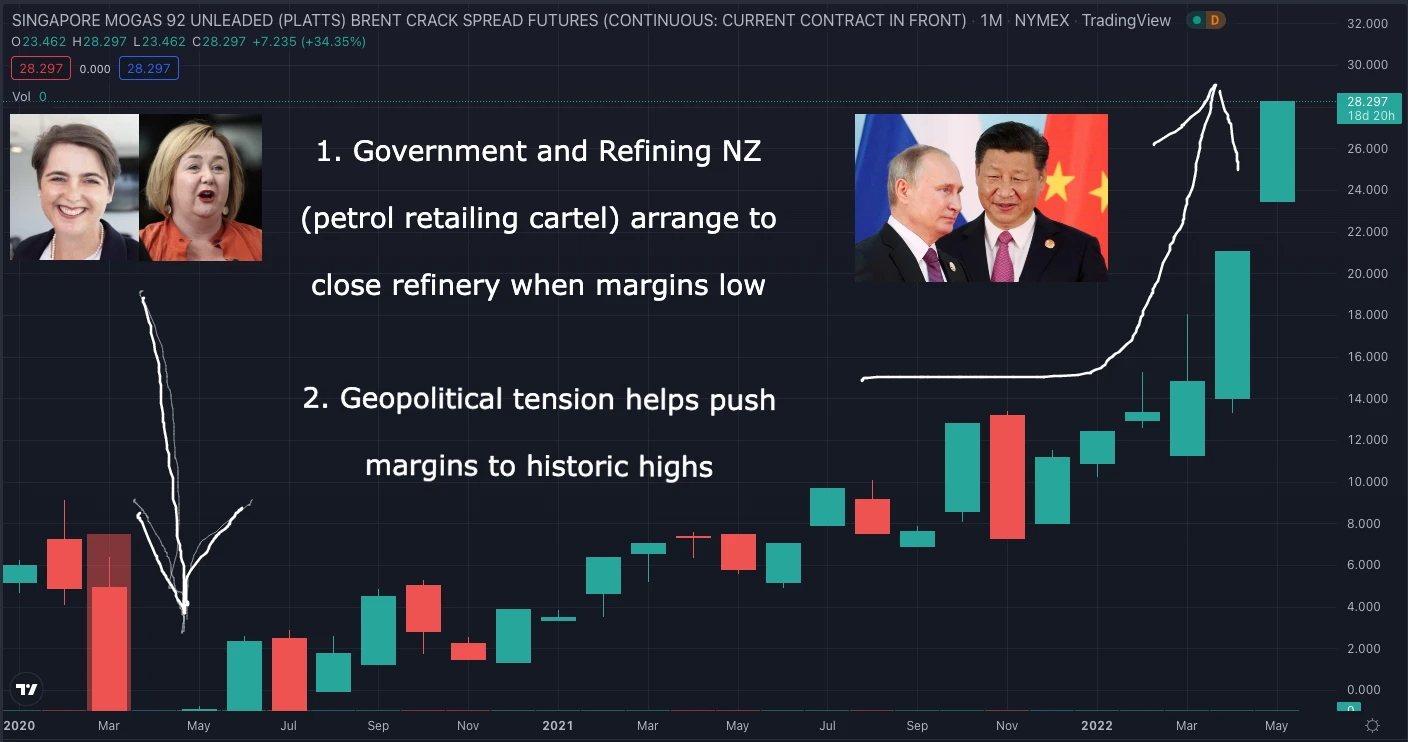 SINGAPORE MOGAS 92 UNLEADED (PLATTS) BRENT CRACK SPREAD FUTURES (CONTINUOUS: CURRENT CONTRACT IN FRONT) · 1M · NYMEX · TradingView D
O23.462 H28.297 L23.462 C28.297 +7.235 (+34.35%)
28.297 0.000 28.297
Vol 0
1. Government and Refining NZ
(petrol retailing cartel) arrange to
close refinery when margins low
2. Geopolitical tension helps push
margins to historic highs
32.000
30.000
28.297
18d 20h
26.000
24.000
22.000
20.000
18.000
16.000
14.000
12.000
10.000
8.000
6.000
4.000
2.000
0.000
0
2020 Mar May Jul Sep Nov 2021 Mar May Jul Sep Nov 2022 Mar May